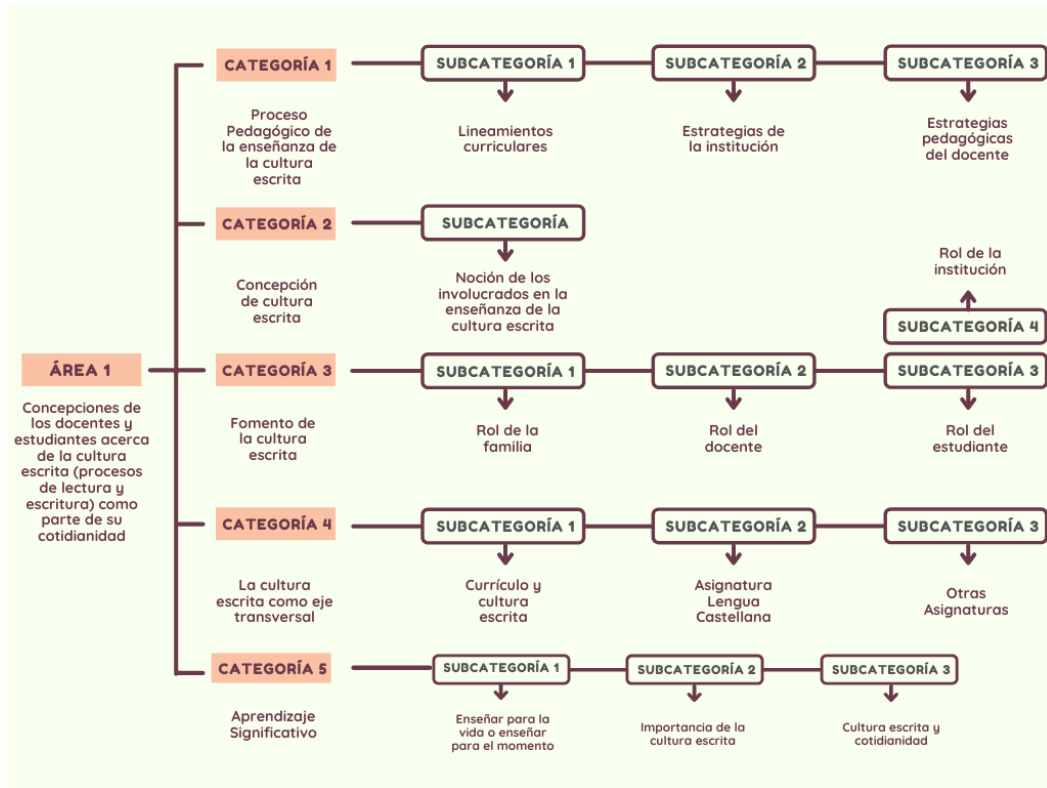 CATEGORÍA 1
SUBCATEGORÍA 1
SUBCATEGORÍA 2
SUBCATEGORÍA 3
Proceso
Pedagógico de
la enseñanza de
la cultura
escrita
Lineamientos
curriculares
Estrategias de
la institución
Estrategias
pedagógicas
del docente
CATEGORÍA 2
SUBCATEGORÍA
Concepción
de cultura
escrita
Noción de los
involucrados en la
enseñanza de la
cultura escrita
Rol de la
institución
SUBCATEGORÍA 4
ÁREA 1
Concepciones de
los docentes y
estudiantes acerca
de la cultura
escrita (procesos
de lectura y
escritura) como
parte de su
cotidianidad
CATEGORÍA 3
SUBCATEGORÍA 1
SUBCATEGORÍA 2
SUBCATEGORÍA 3
Fomento de
la cultura
escrita
Rol de la
familia
Rol del
docente
Rol del
estudiante
CATEGORÍA 4
SUBCATEGORÍA 1
SUBCATEGORÍA 2
SUBCATEGORÍA 3
La cultura
escrita como eje
transversal
Currículo y
cultura
escrita
Asignatura
Lengua
Castellana
Otras
Asignaturas
CATEGORÍA 5
SUBCATEGORÍA 1
SUBCATEGORÍA 2
SUBCATEGORÍA 3
Aprendizaje
Significativo
Enseñar para la
vida o enseñar
para el momento
Importancia de la
cultura escrita
Cultura escrita y
cotidianidad